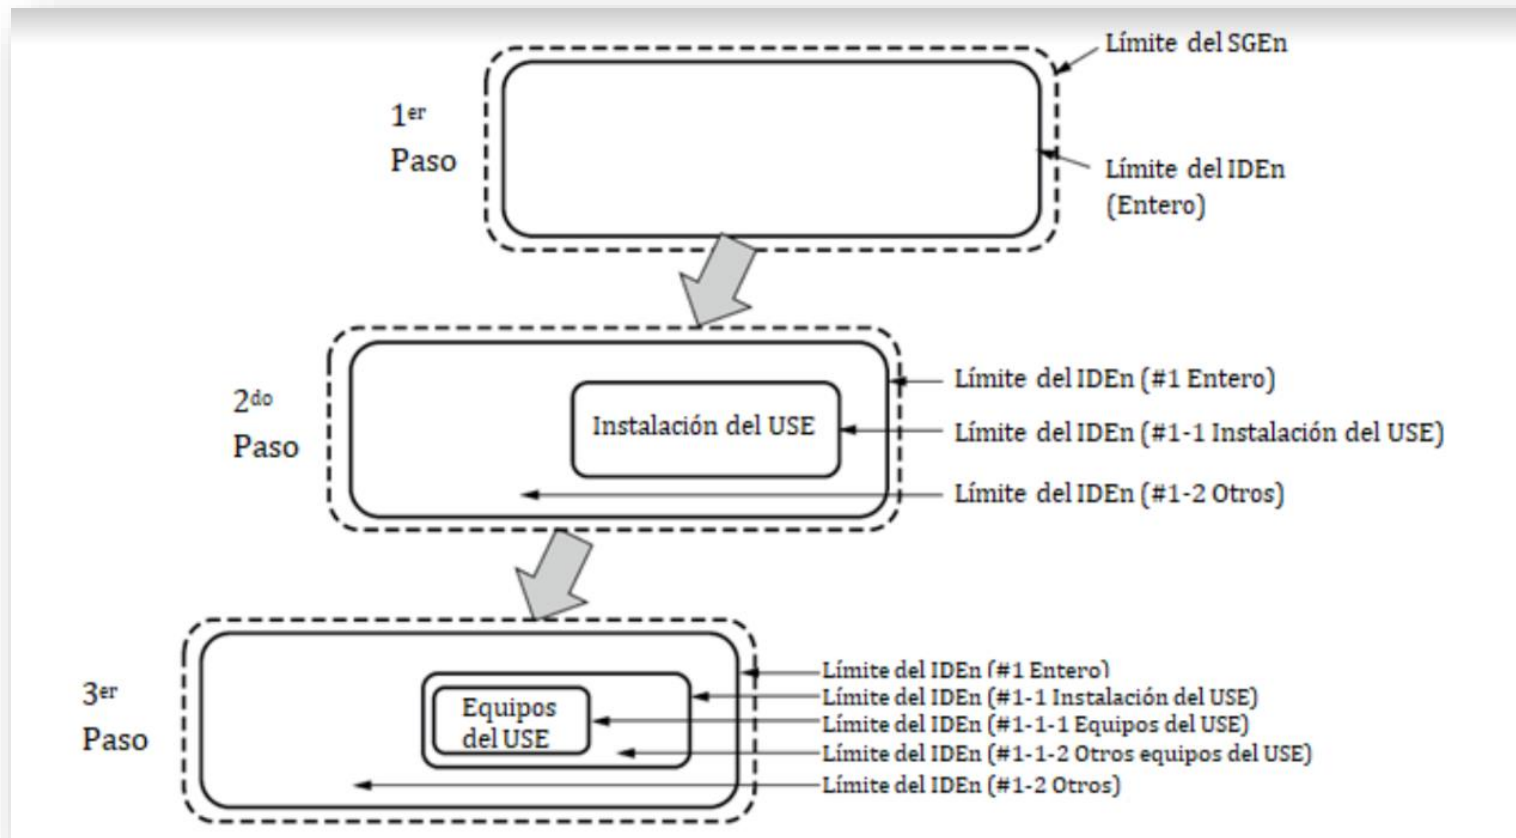 Límite del SGEn
1er
Paso
Límite del IDEn
(Entero)
2do
Paso
Instalación del USE
Límite del IDEn (#1 Entero)
Límite del IDEn (#1-1 Instalación del USE)
Límite del IDEn (#1-2 Otros)
3er
Paso
Equipos
del USE
Límite del IDEn (#1 Entero)
Límite del IDEn (#1-1 Instalación del USE)
Límite del IDEn (#1-1-1 Equipos del USE)
Límite del IDEn (#1-1-2 Otros equipos del USE)
Límite del IDEn (#1-2 Otros)